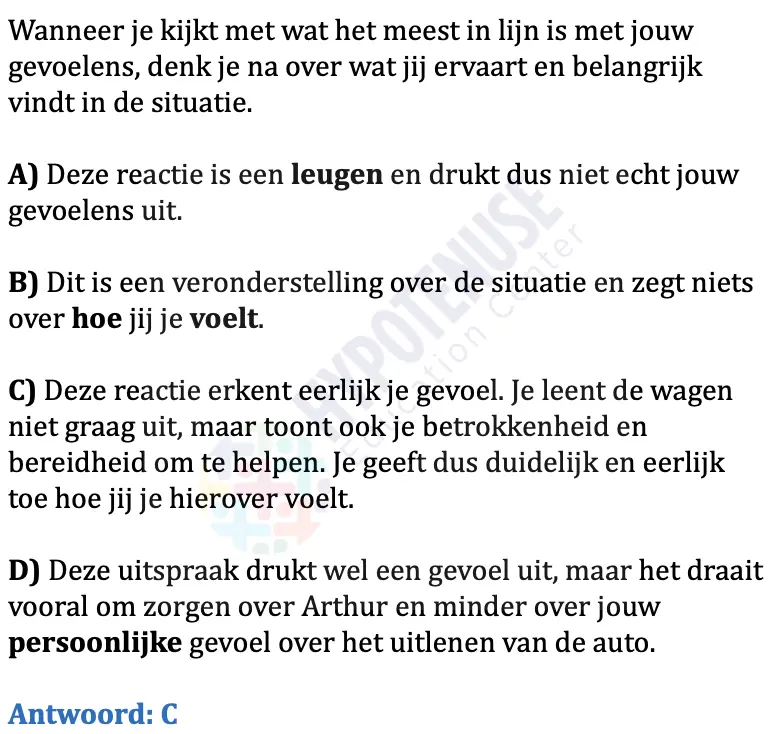 Wanneer je kijkt met wat het meest in lijn is met jouw
gevoelens, denk je na over wat jij ervaart en belangrijk
vindt in de situatie.
A) Deze reactie is een leugen en drukt dus niet echt jouw
gevoelens uit.
B) Dit is een veronderstelling over de situatie en zegt niets
over hoe jij je voelt.
C) Deze reactie erkent eerlijk je gevoel. Je leent de wagen
niet graag uit, maar toont ook je betrokkenheid en
bereidheid om te helpen. Je geeft dus duidelijk en eerlijk
toe hoe jij je hierover voelt.
D) Deze uitspraak drukt wel een gevoel uit, maar het draait
vooral om zorgen over Arthur en minder over jouw
persoonlijke gevoel over het uitlenen van de auto.
Antwoord: C
HYPOTENUSE
Education Center